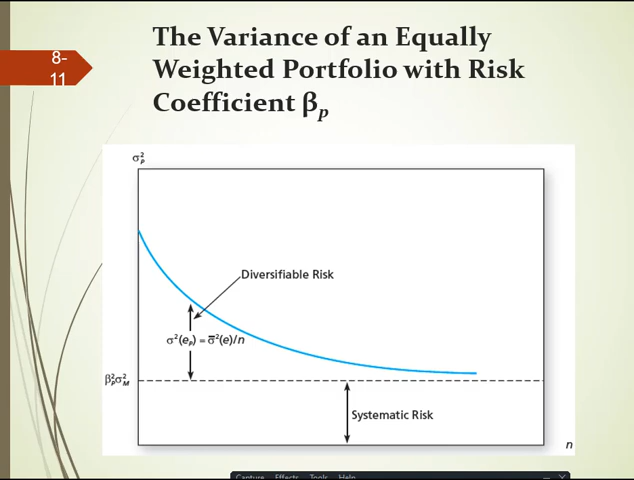 The Variance of an Equally
Weighted Portfolio with Risk
Coefficient βp
8-
11
σ²p
Diversifiable Risk
σ²(eₚ) = σ̄²(e)/n
β²pσ²M
Systematic Risk
n
Capture Effects Tools Help